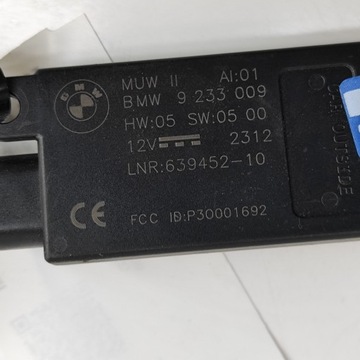 BMW
MUW II AI:01
BMW 9 233 009
HW:05 SW:05 00
12V 2312
LNR:639452-10
CE
FCC ID:P30001692